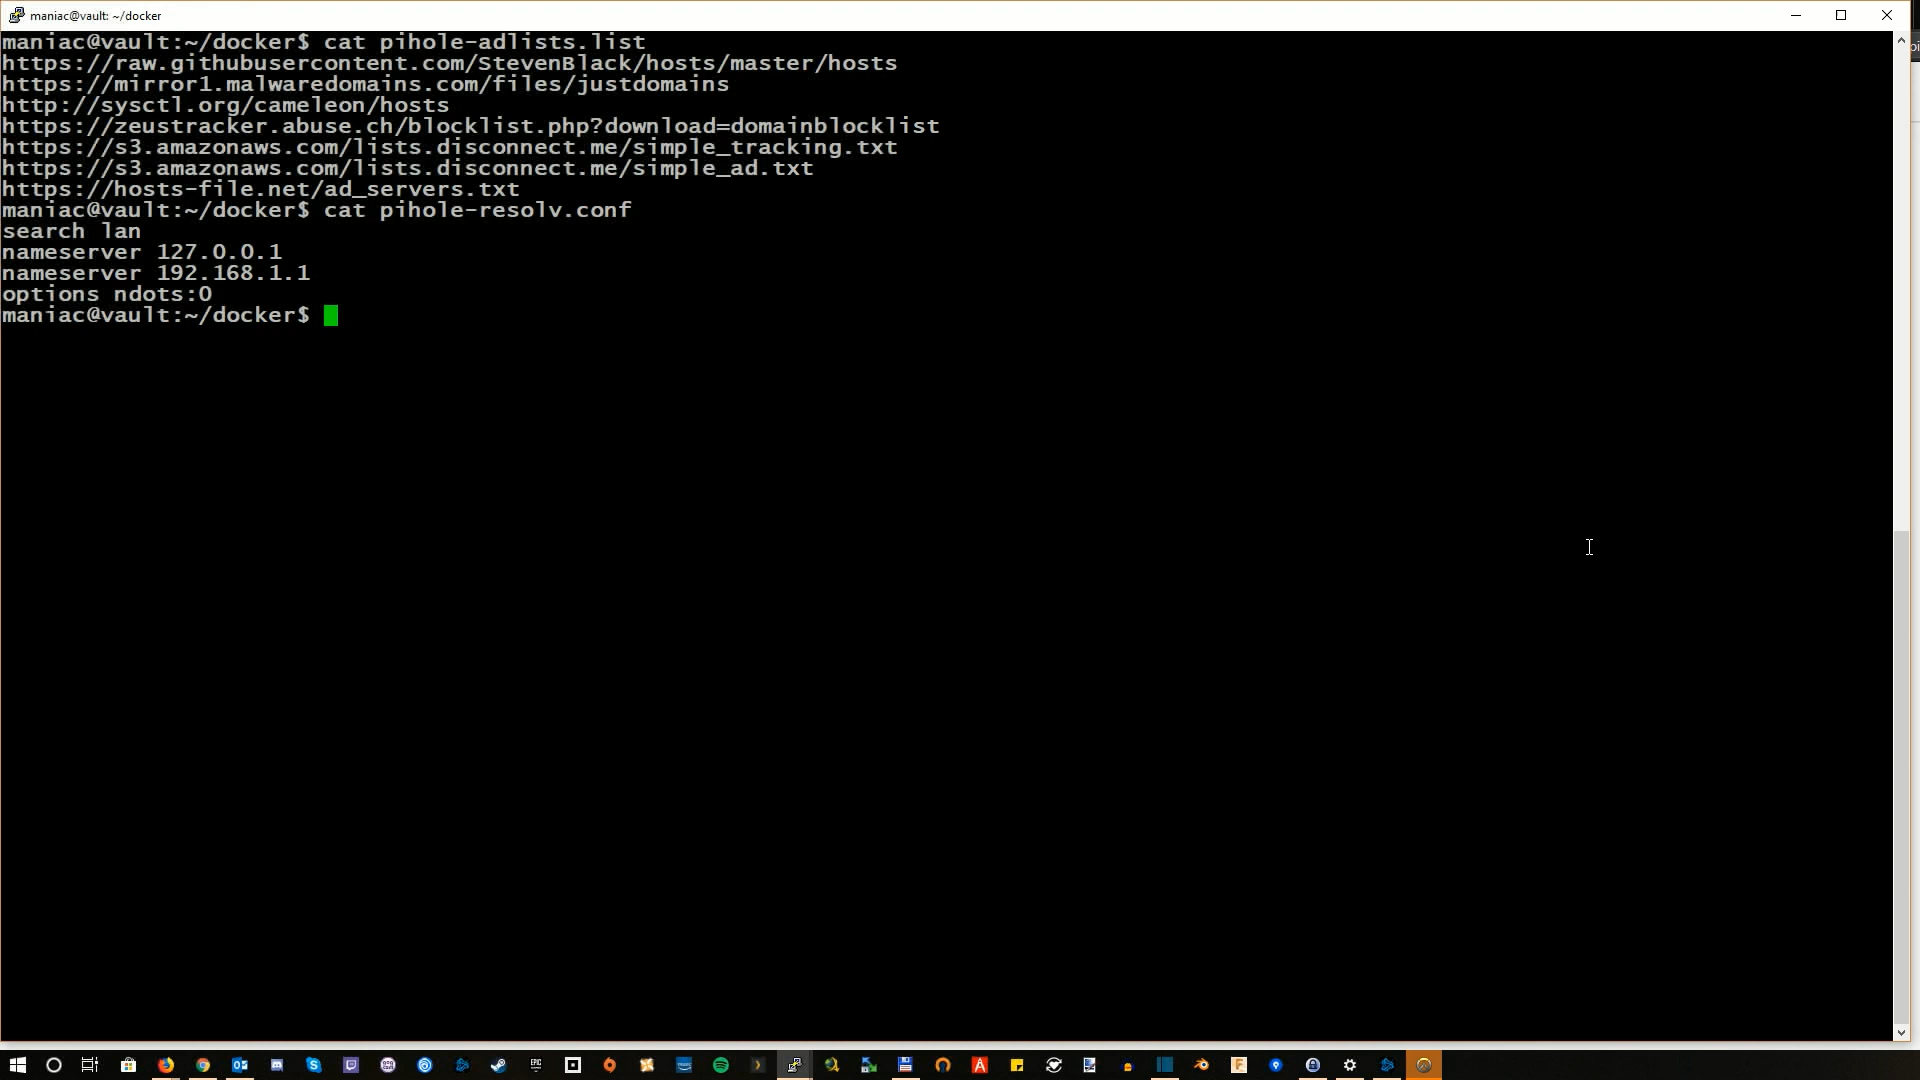 maniac@vault: ~/docker
maniac@vault:~/docker$ cat pihole-adlists.list
https://raw.githubusercontent.com/StevenBlack/hosts/master/hosts
https://mirror1.malwaredomains.com/files/justdomains
http://sysctl.org/cameleon/hosts
https://zeustracker.abuse.ch/blocklist.php?download=domainblocklist
https://s3.amazonaws.com/lists.disconnect.me/simple_tracking.txt
https://s3.amazonaws.com/lists.disconnect.me/simple_ad.txt
https://hosts-file.net/ad_servers.txt
maniac@vault:~/docker$ cat pihole-resolv.conf
search lan
nameserver 127.0.0.1
nameserver 192.168.1.1
options ndots:0
maniac@vault:~/docker$